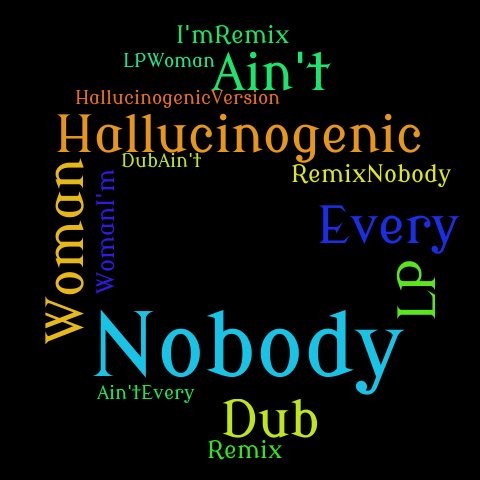 I'mRemix
LPWoman
Ain't
HallucinogenicVersion
Hallucinogenic
DubAin't
RemixNobody
Woman
WomanI'm
Every
LP
Nobody
Ain'tEvery
Dub
Remix